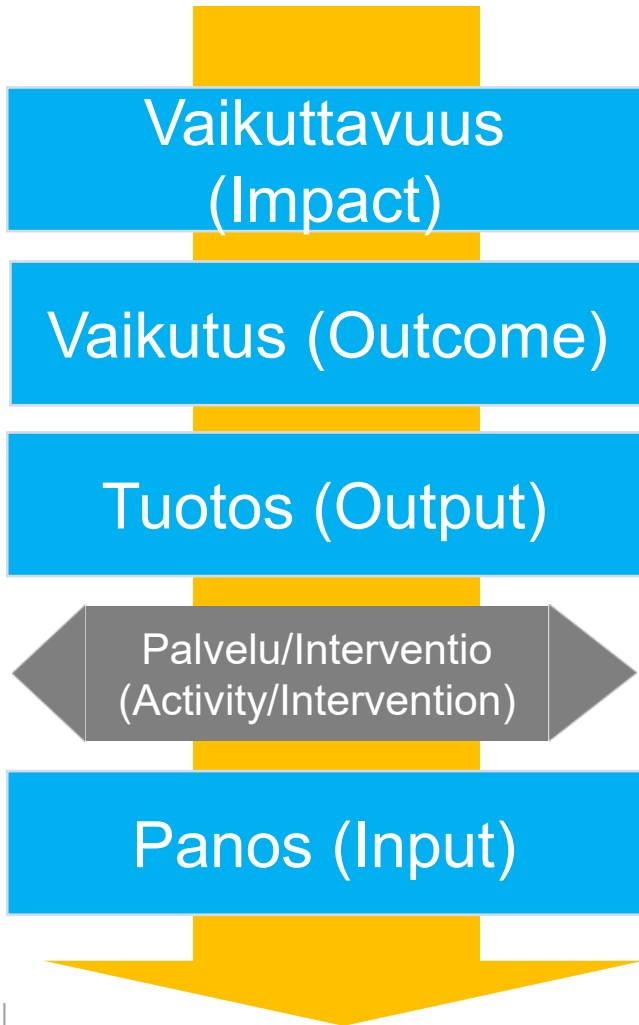 Vaikuttavuus
(Impact)
Vaikutus (Outcome)
Tuotos (Output)
Palvelu/Interventio
(Activity/Intervention)
Panos (Input)